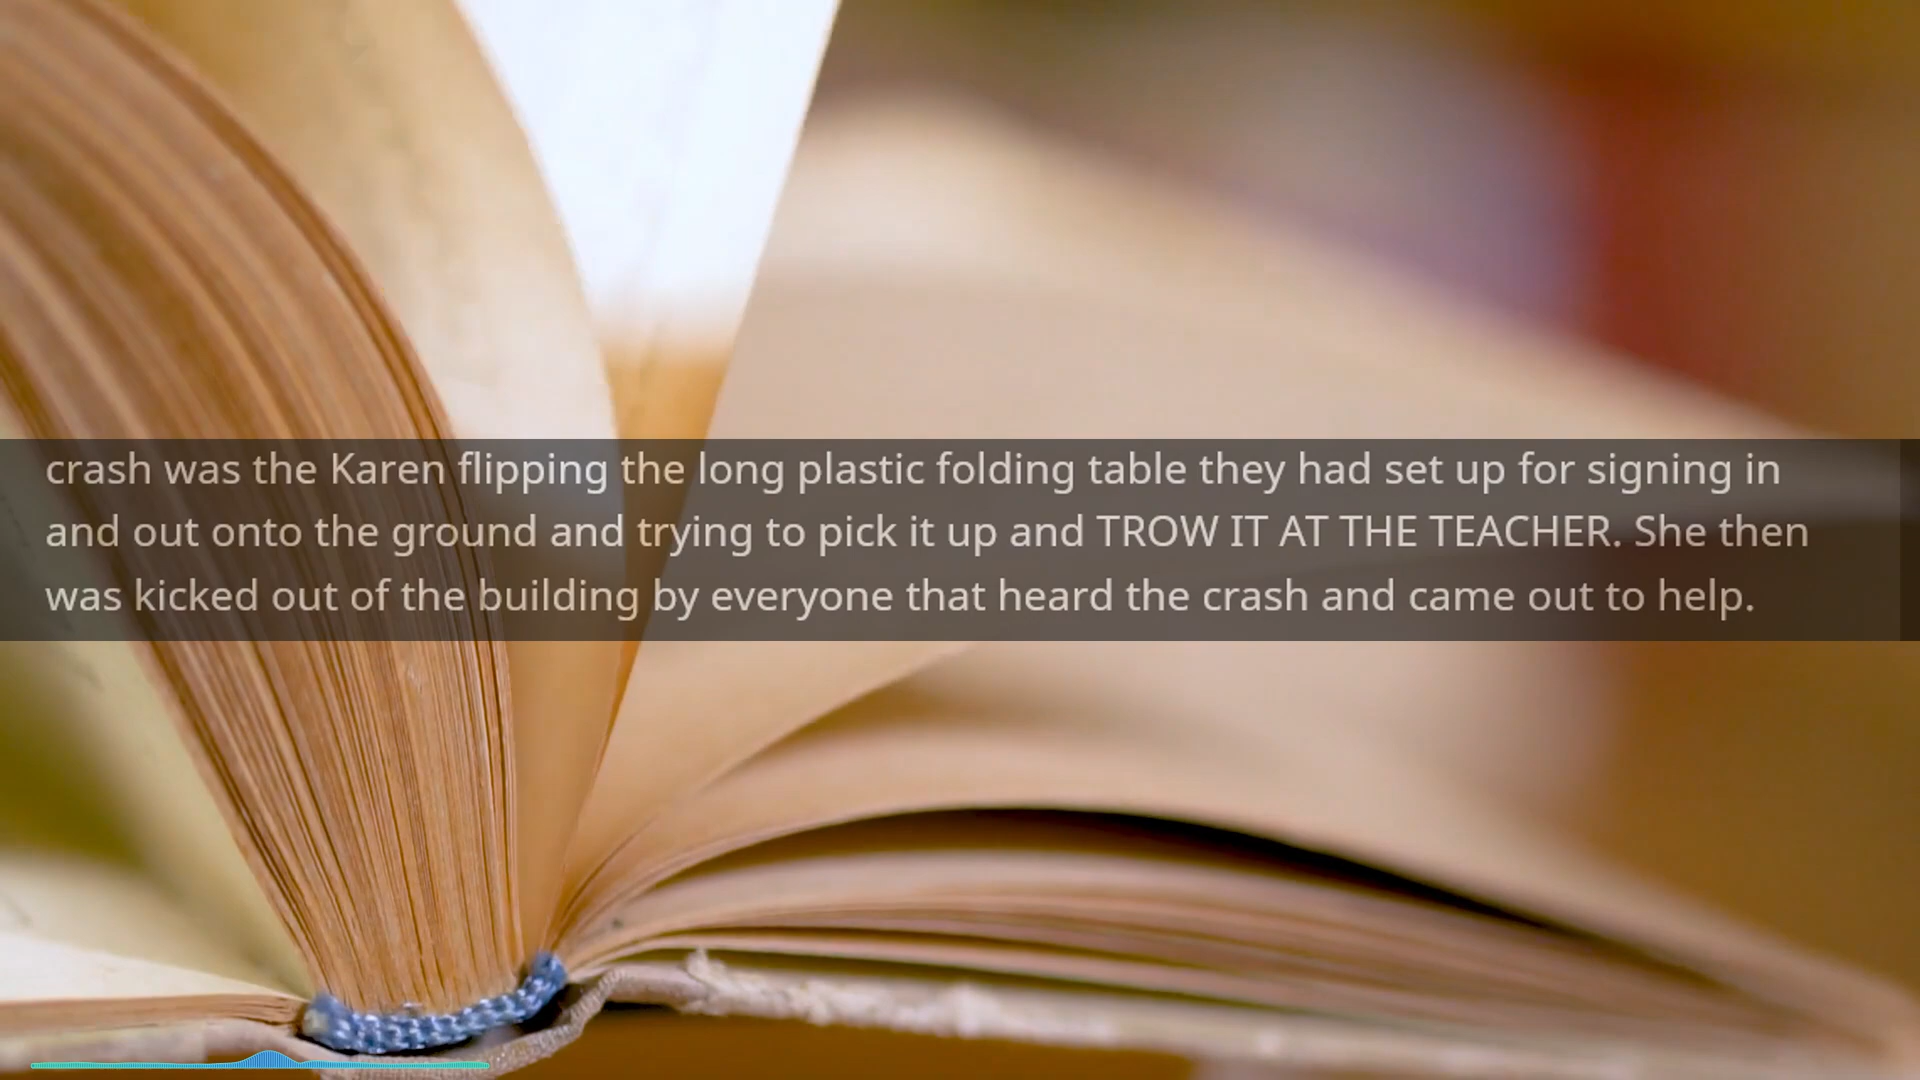 crash was the Karen flipping the long plastic folding table they had set up for signing in
and out onto the ground and trying to pick it up and TROW IT AT THE TEACHER. She then
was kicked out of the building by everyone that heard the crash and came out to help.